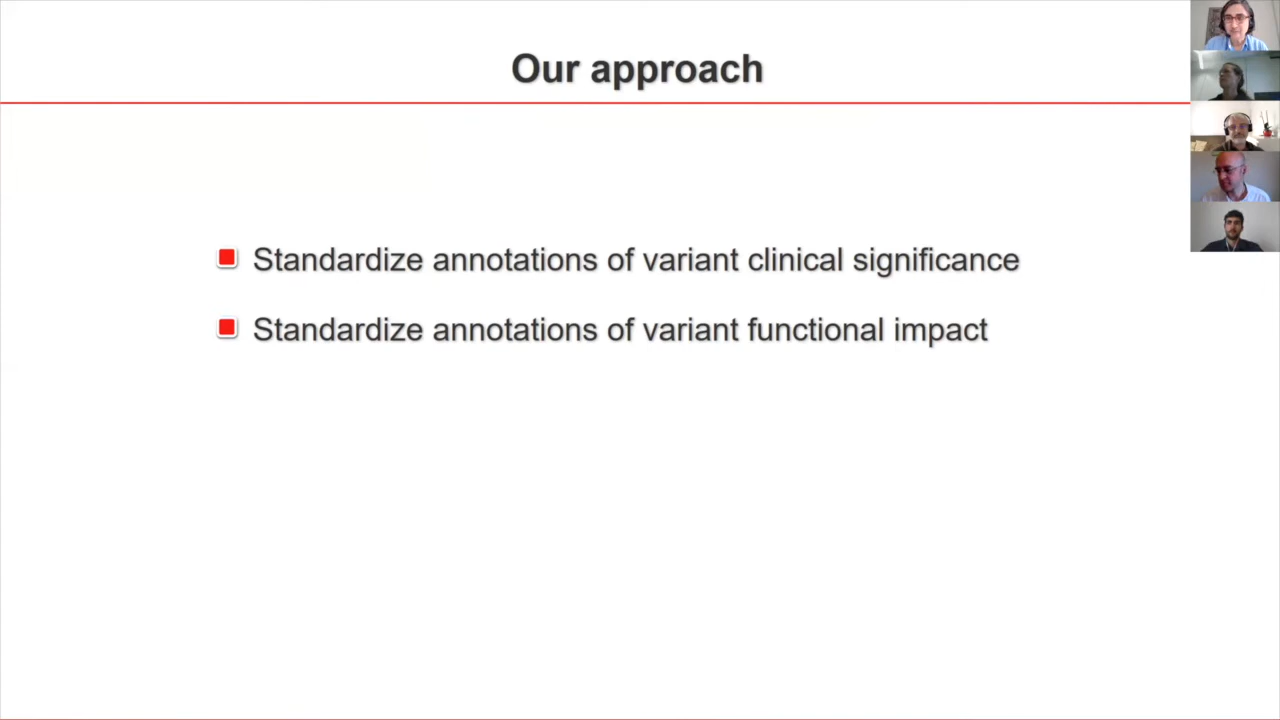 Our approach
Standardize annotations of variant clinical significance
Standardize annotations of variant functional impact